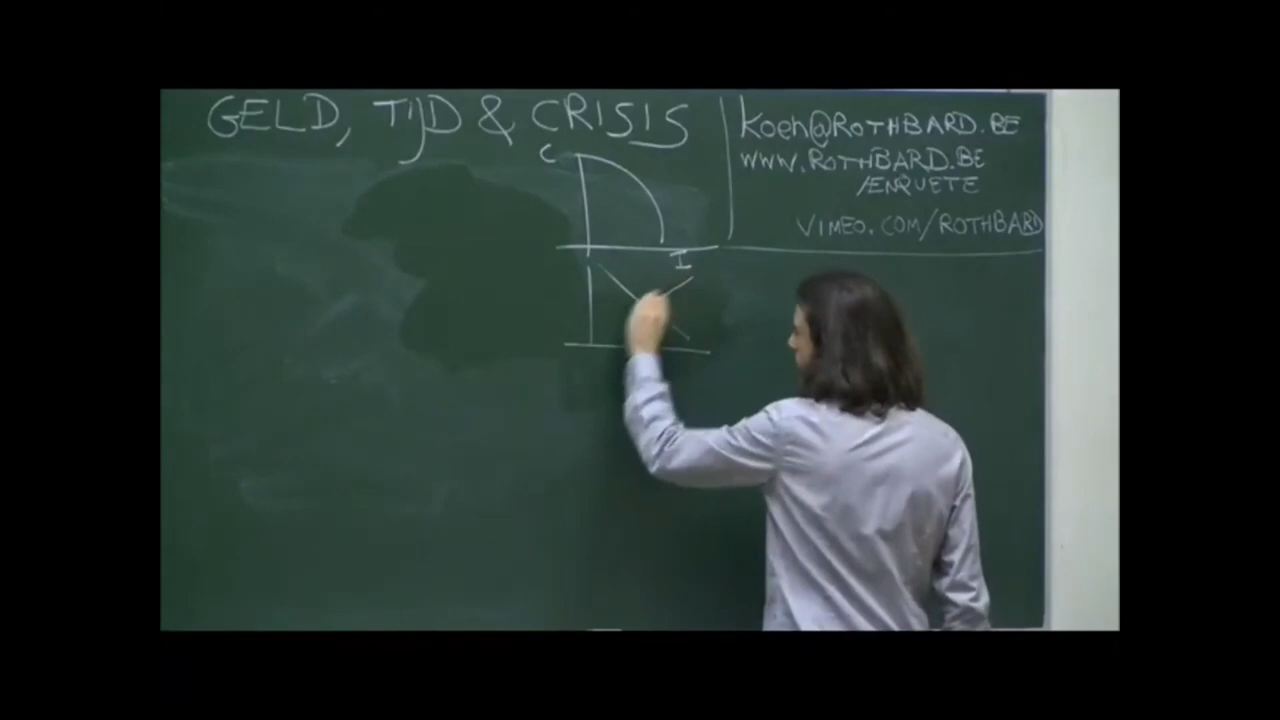 GELD, TIJD & CRISIS
koen@ROTHBARD.BE
WWW.ROTHBARD.BE
/ENQUETE
VIMEO.COM/ROTHBARD
C
I